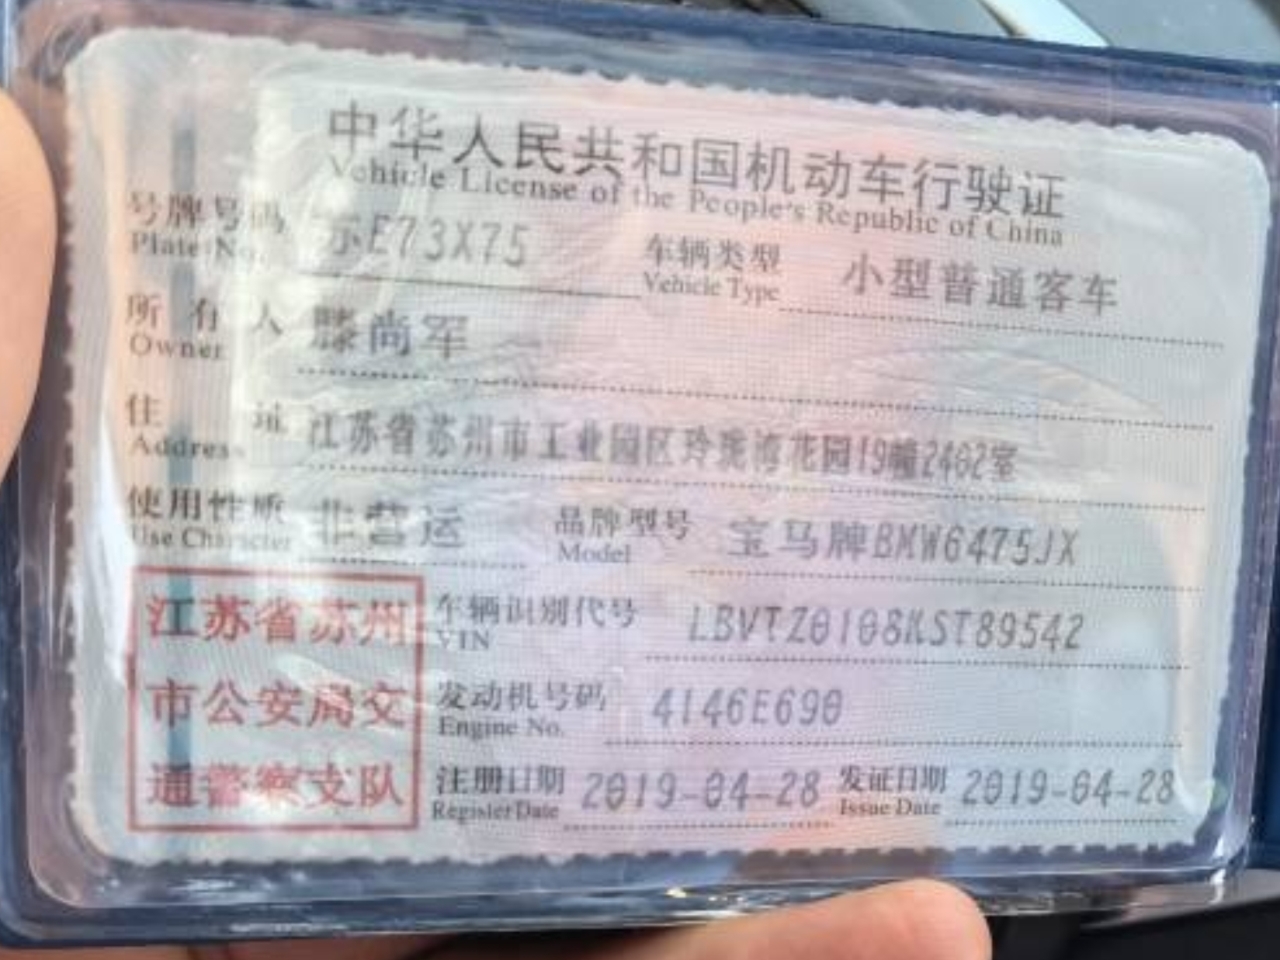 中华人民共和国机动车行驶证
Vehicle License of the People's Republic of China
号牌号码 苏E73X75 车辆类型 小型普通客车
Plate No. Vehicle Type
所有人 滕尚军
Owner
住址 江苏省苏州市工业园区玲珑湾花园19幢2402室
Address
使用性质 非营运 品牌型号 宝马牌BMW6475JX
Use Character Model
江苏省苏州 车辆识别代号 LBVTZ0108KST89542
VIN
市公安局交 发动机号码 4146E690
Engine No.
通警察支队 注册日期 2019-04-28 发证日期 2019-04-28
Register Date Issue Date